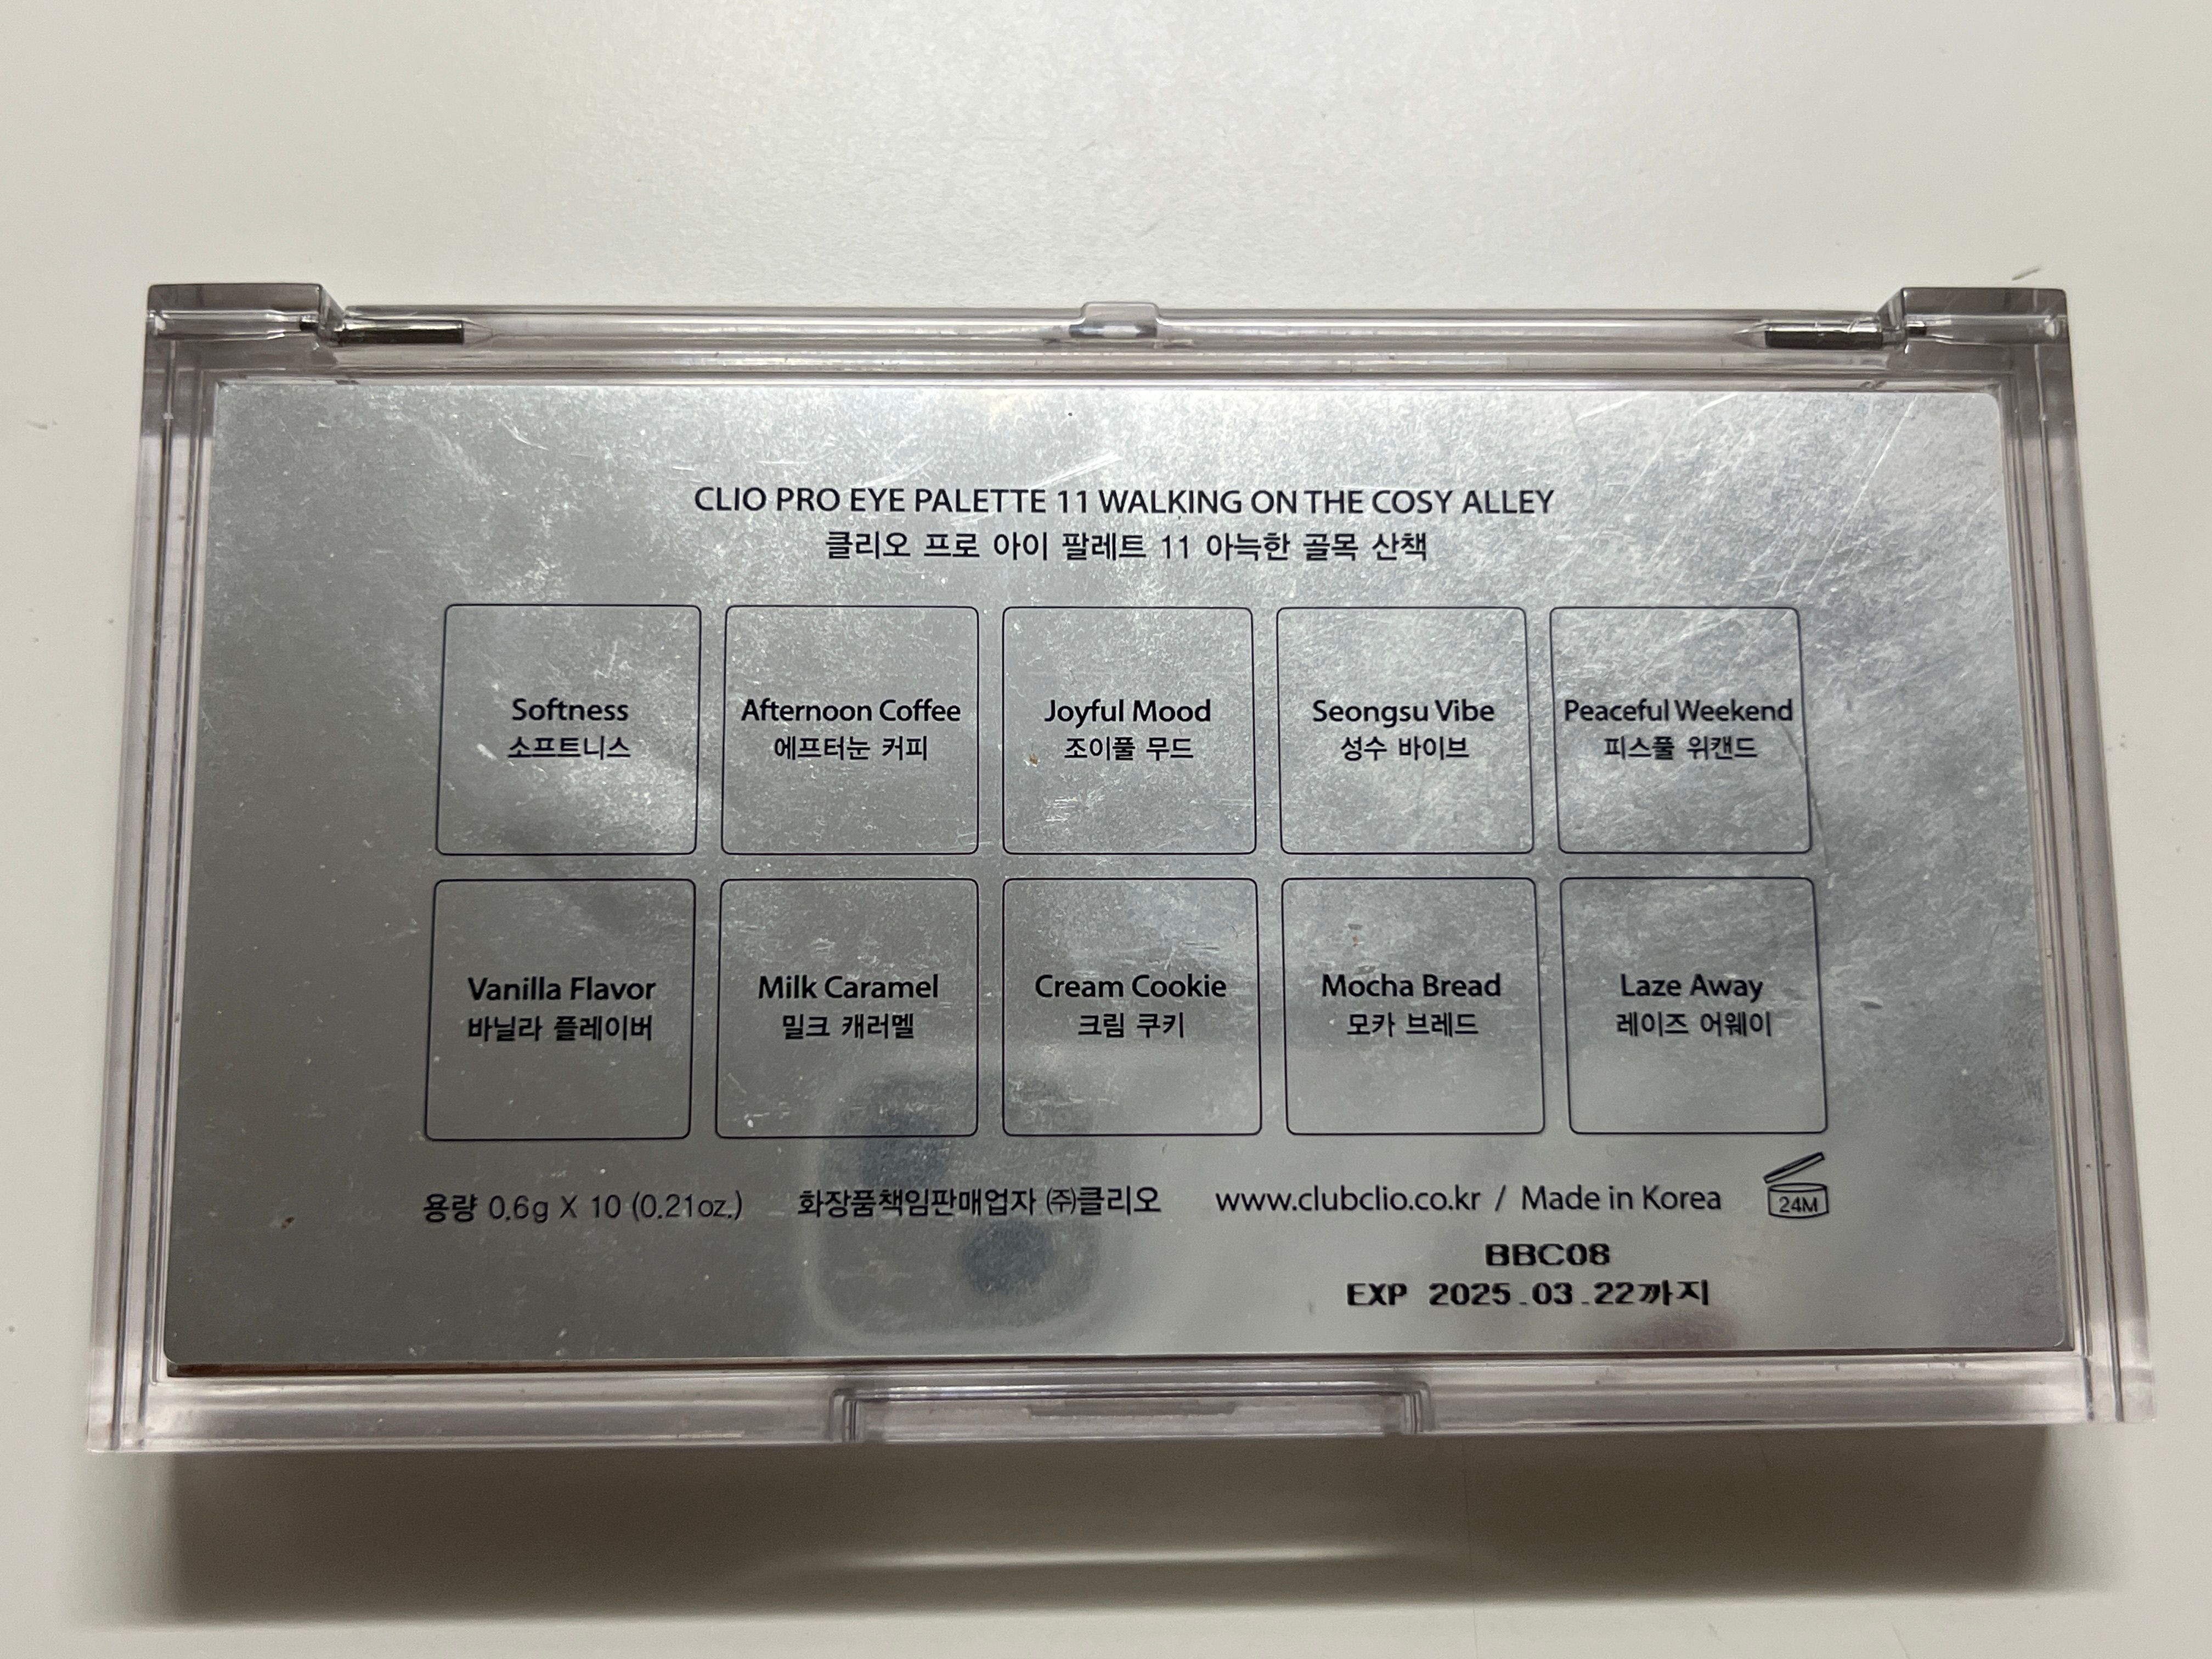 CLIO PRO EYE PALETTE 11 WALKING ON THE COSY ALLEY
클리오 프로 아이 팔레트 11 아늑한 골목 산책
Softness
소프트니스
Afternoon Coffee
에프터눈 커피
Joyful Mood
조이풀 무드
Seongsu Vibe
성수 바이브
Peaceful Weekend
피스풀 위캔드
Vanilla Flavor
바닐라 플레이버
Milk Caramel
밀크 캐러멜
Cream Cookie
크림 쿠키
Mocha Bread
모카 브레드
Laze Away
레이즈 어웨이
용량 0.6g X 10 (0.21oz.) 화장품책임판매업자 ㈜클리오 www.clubclio.co.kr / Made in Korea 24M
BBC08
EXP 2025.03.22까지